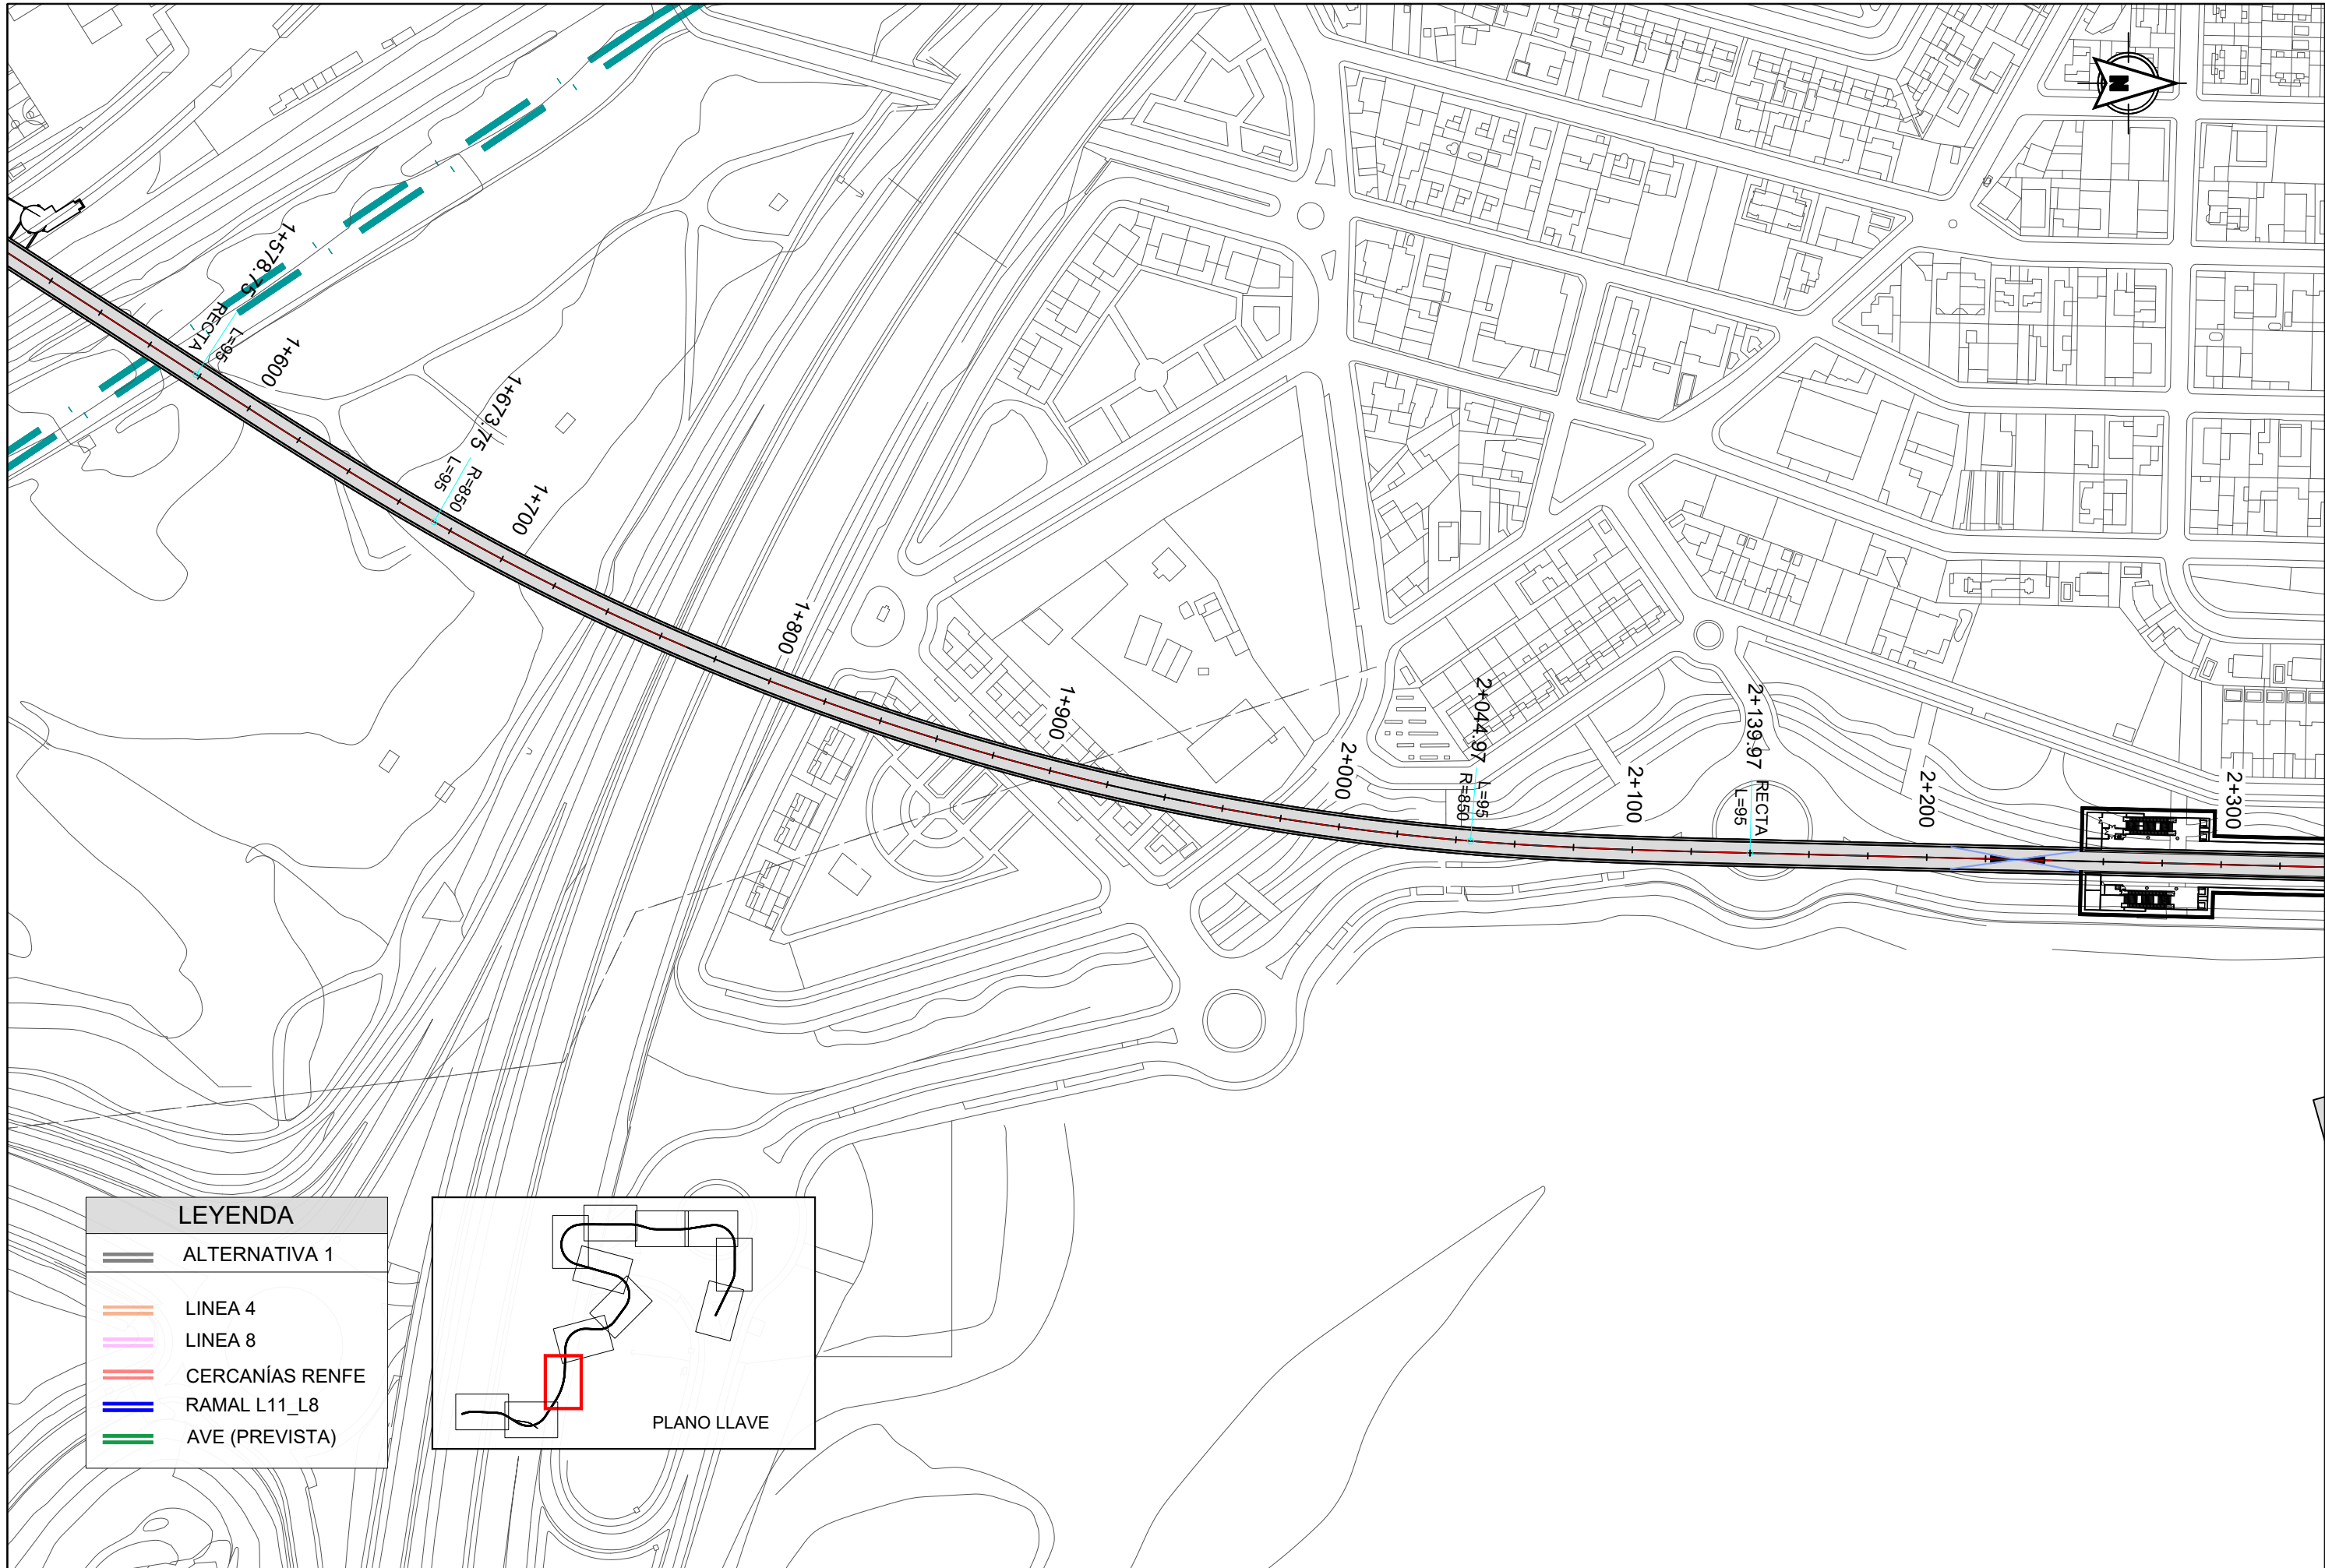 N
1+578.75
RECTA
L=95
1+600
1+673.75
L=95
R=850
1+700
1+800
1+900
2+000
2+044.97
R=850
L=95
2+100
2+139.97
L=95
RECTA
2+200
2+300
LEYENDA
ALTERNATIVA 1
LINEA 4
LINEA 8
CERCANÍAS RENFE
RAMAL L11_L8
AVE (PREVISTA)
PLANO LLAVE